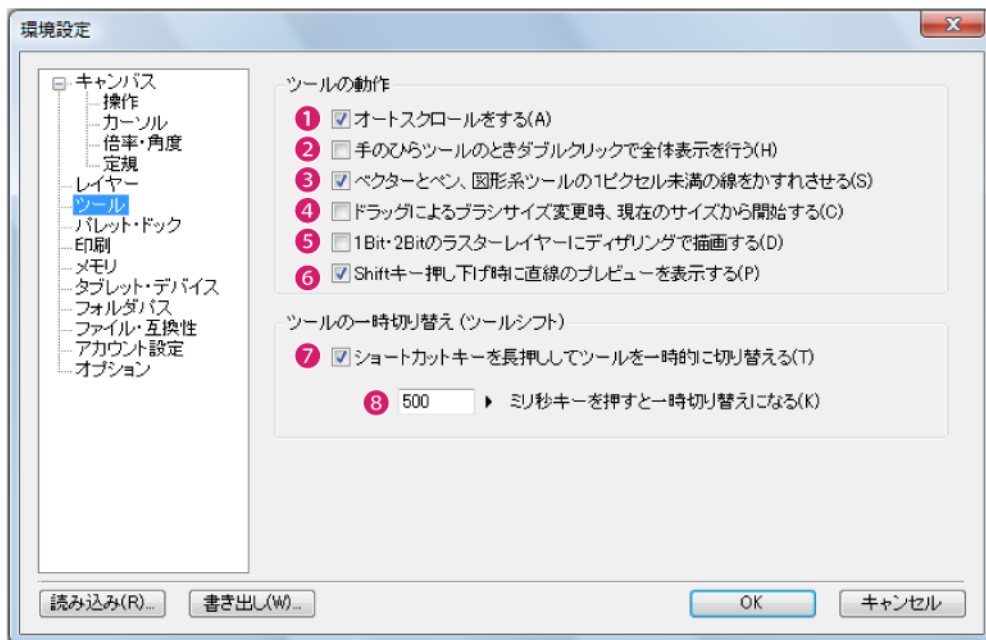 環境設定
キャンバス
操作
カーソル
倍率・角度
定規
レイヤー
ツール
パレット・ドック
印刷
メモリ
タブレット・デバイス
フォルダパス
ファイル・互換性
アカウント設定
オプション
ツールの動作
1 オートスクロールをする(A)
2 手のひらツールのときダブルクリックで全体表示を行う(H)
3 ベクターとペン、図形系ツールの1ピクセル未満の線をかすれさせる(S)
4 ドラッグによるブラシサイズ変更時、現在のサイズから開始する(C)
5 1Bit・2Bitのラスターレイヤーにディザリングで描画する(D)
6 Shiftキー押し下げ時に直線のプレビューを表示する(P)
ツールの一時切り替え(ツールシフト)
7 ショートカットキーを長押ししてツールを一時的に切り替える(T)
8 500 ミリ秒キーを押すと一時切り替えになる(K)
読み込み(R)... 書き出し(W)... OK キャンセル